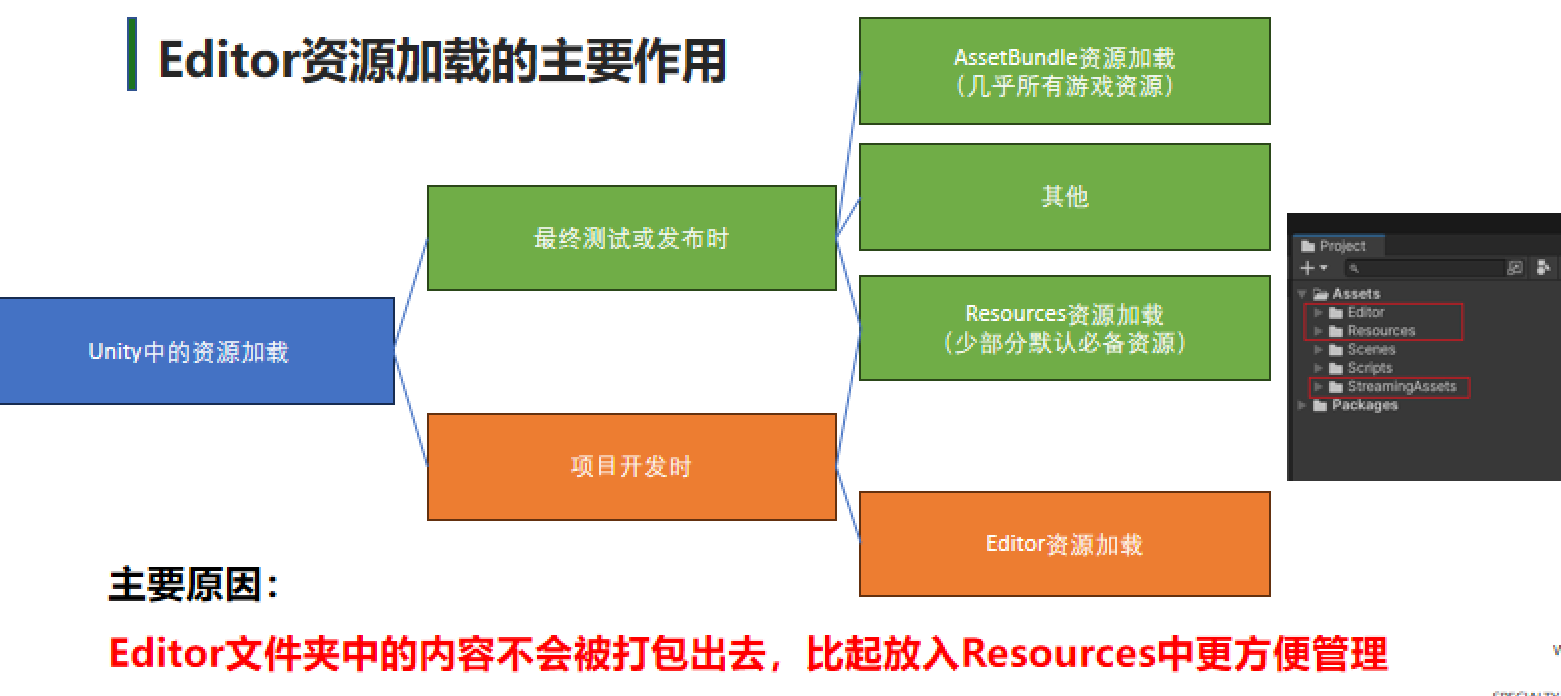 Editor资源加载的主要作用
AssetBundle资源加载
（几乎所有游戏资源）
其他
最终测试或发布时
Resources资源加载
（少部分默认必备资源）
Unity中的资源加载
项目开发时
Editor资源加载
Project
Assets
Editor
Resources
Scenes
Scripts
StreamingAssets
Packages
主要原因：
Editor文件夹中的内容不会被打包出去，比起放入Resources中更方便管理